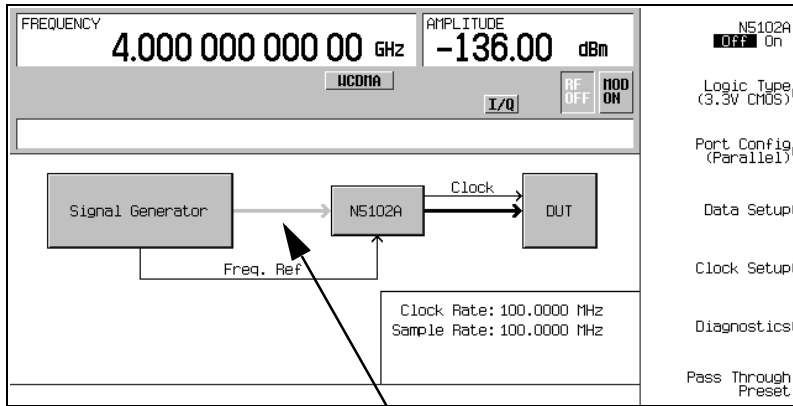 FREQUENCY
4.000 000 000 00 GHz
AMPLITUDE
-136.00 dBm
WCDMA
I/Q
RF OFF
MOD ON
N5102A
Off On
Logic Type
(3.3V CMOS)
Port Config
(Parallel)
Data Setup
Clock Setup
Diagnostics
Pass Through
Preset
Signal Generator
N5102A
Clock
DUT
Freq. Ref
Clock Rate: 100.0000 MHz
Sample Rate: 100.0000 MHz